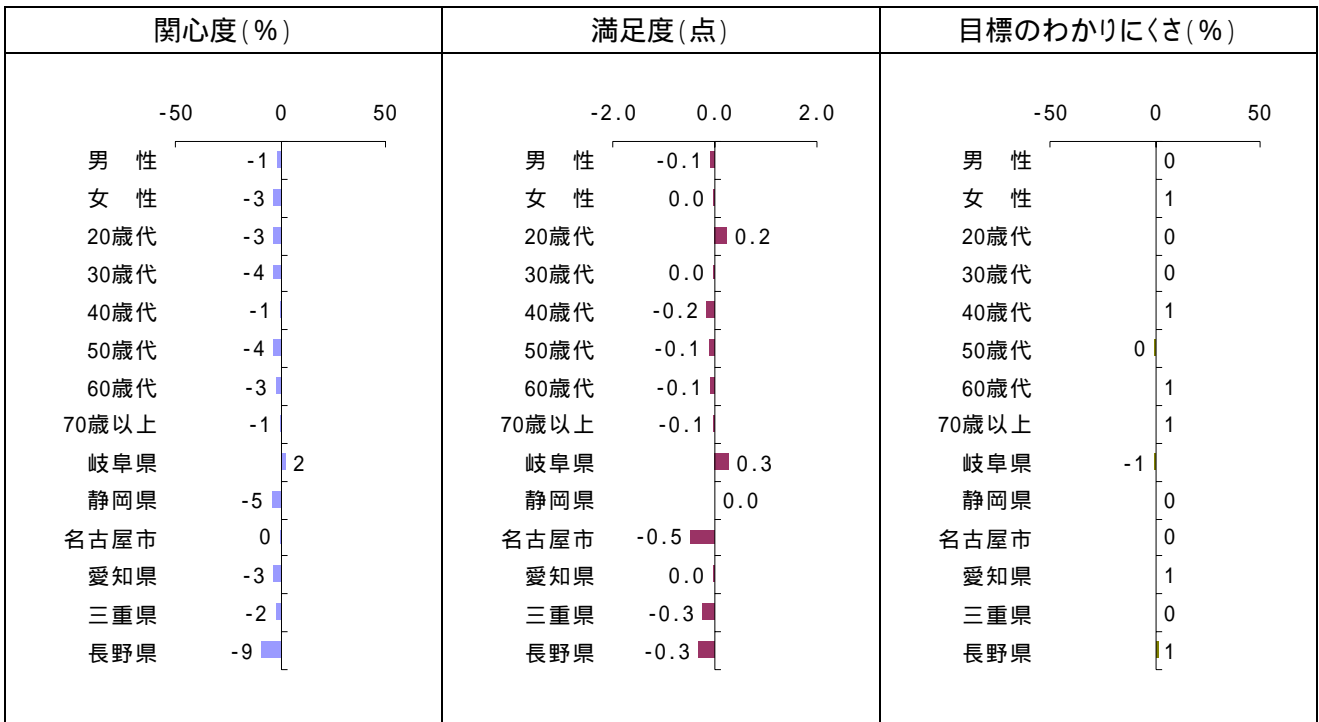 関心度(%) 満足度(点) 目標のわかりにくさ(%)
-50 0 50 -2.0 0.0 2.0 -50 0 50
男 性 -1 男 性 -0.1 男 性 0
女 性 -3 女 性 0.0 女 性 1
20歳代 -3 20歳代 0.2 20歳代 0
30歳代 -4 30歳代 0.0 30歳代 0
40歳代 -1 40歳代 -0.2 40歳代 1
50歳代 -4 50歳代 -0.1 50歳代 0
60歳代 -3 60歳代 -0.1 60歳代 1
70歳以上 -1 70歳以上 -0.1 70歳以上 1
岐阜県 2 岐阜県 0.3 岐阜県 -1
静岡県 -5 静岡県 0.0 静岡県 0
名古屋市 0 名古屋市 -0.5 名古屋市 0
愛知県 -3 愛知県 0.0 愛知県 1
三重県 -2 三重県 -0.3 三重県 0
長野県 -9 長野県 -0.3 長野県 1